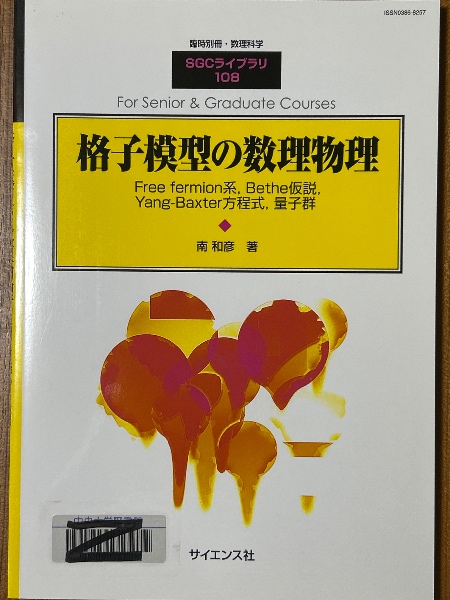 ISSN0386-8257
臨時別冊・数理科学
SGCライブラリ
108
For Senior & Graduate Courses
格子模型の数理物理
Free fermion系, Bethe仮説,
Yang-Baxter方程式, 量子群
南 和彦 著
サイエンス社